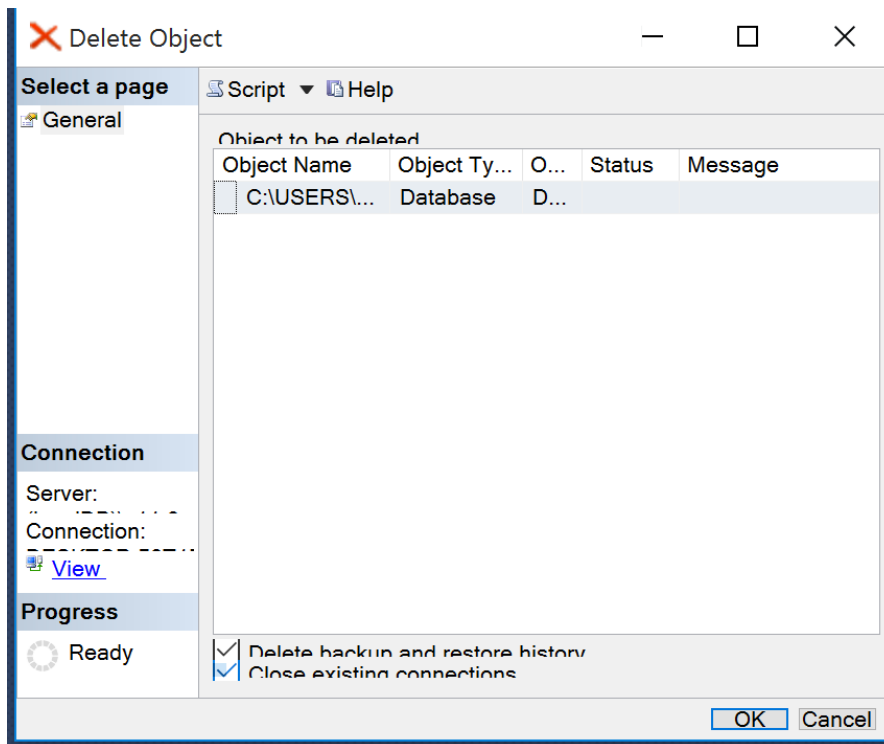 Delete Object
Select a page
General
Script Help
Object to be deleted
Object Name Object Ty... O... Status Message
C:\USERS\... Database D...
Connection
Server:
Connection:
View
Progress
Ready
Delete backup and restore history
Close existing connections
OK Cancel